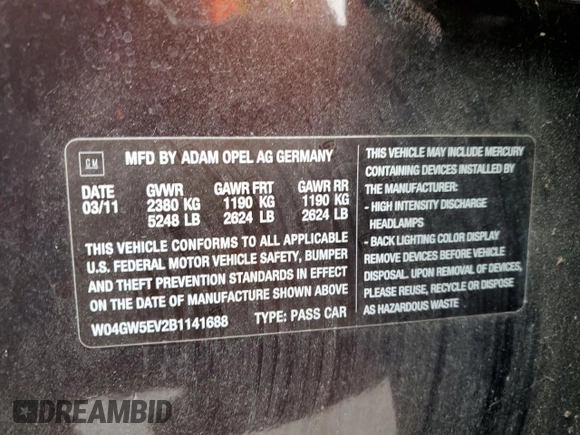 GM
MFD BY ADAM OPEL AG GERMANY
DATE GVWR GAWR FRT GAWR RR
03/11 2380 KG 1190 KG 1190 KG
5248 LB 2624 LB 2624 LB
THIS VEHICLE CONFORMS TO ALL APPLICABLE
U.S. FEDERAL MOTOR VEHICLE SAFETY, BUMPER
AND THEFT PREVENTION STANDARDS IN EFFECT
ON THE DATE OF MANUFACTURE SHOWN ABOVE
W04GW5EV2B1141688 TYPE: PASS CAR
THIS VEHICLE MAY INCLUDE MERCURY
CONTAINING DEVICES INSTALLED BY
THE MANUFACTURER:
- HIGH INTENSITY DISCHARGE
HEADLAMPS
- BACK LIGHTING COLOR DISPLAY
REMOVE DEVICES BEFORE VEHICLE
DISPOSAL. UPON REMOVAL OF DEVICES,
PLEASE REUSE, RECYCLE OR DISPOSE
AS HAZARDOUS WASTE
DREAMBID